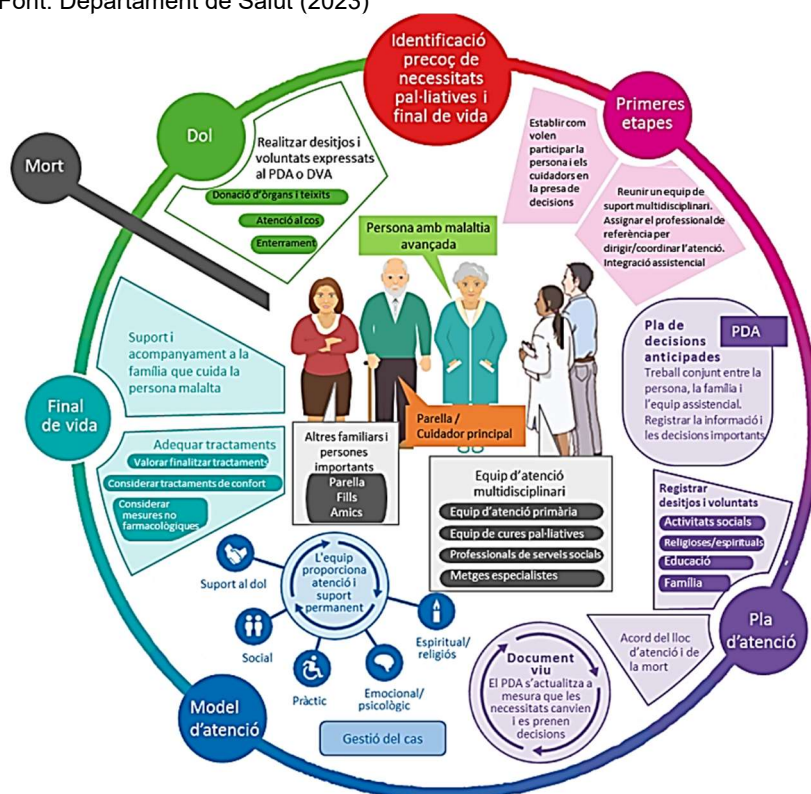 Font: Departament de Salut (2023)
Identificació
precoç de
necessitats
pal·liatives i
final de vida
Primeres
etapes
Establir com
volen
participar la
persona i els
cuidadors en
la presa de
decisions
Reunir un equip de
suport multidisciplinari.
Assignar el professional de
referència per
dirigir/coordinar l'atenció.
Integració assistencial
Pla de
decisions
anticipades
PDA
Treball conjunt entre la
persona, la família i
l'equip assistencial.
Registrar la informació i
les decisions importants
Registrar
desitjos i voluntats
Activitats socials
Religioses/espirituals
Educació
Família
Pla
d'atenció
Acord del lloc
d'atenció i de
la mort
Document
viu
El PDA s'actualitza a
mesura que les
necessitats canvien
i es prenen
decisions
Model
d'atenció
Gestió del cas
L'equip
proporciona
atenció i
suport
permanent
Suport al dol
Social
Pràctic
Emocional/
psicològic
Espiritual/
religiós
Final
de vida
Adequar tractaments
Valorar finalitzar tractaments
Considerar tractaments de confort
Considerar
mesures no
farmacològiques
Suport i
acompanyament a la
família que cuida la
persona malalta
Mort
Dol
Realitzar desitjos i
voluntats expressats
al PDA o DVA
Donació d'òrgans i teixits
Atenció al cos
Enterrament
Persona amb malaltia
avançada
Parella /
Cuidador principal
Altres familiars i
persones
importants
Parella
Fills
Amics
Equip d'atenció
multidisciplinari
Equip d'atenció primària
Equip de cures pal·liatives
Professionals de serveis socials
Metges especialistes